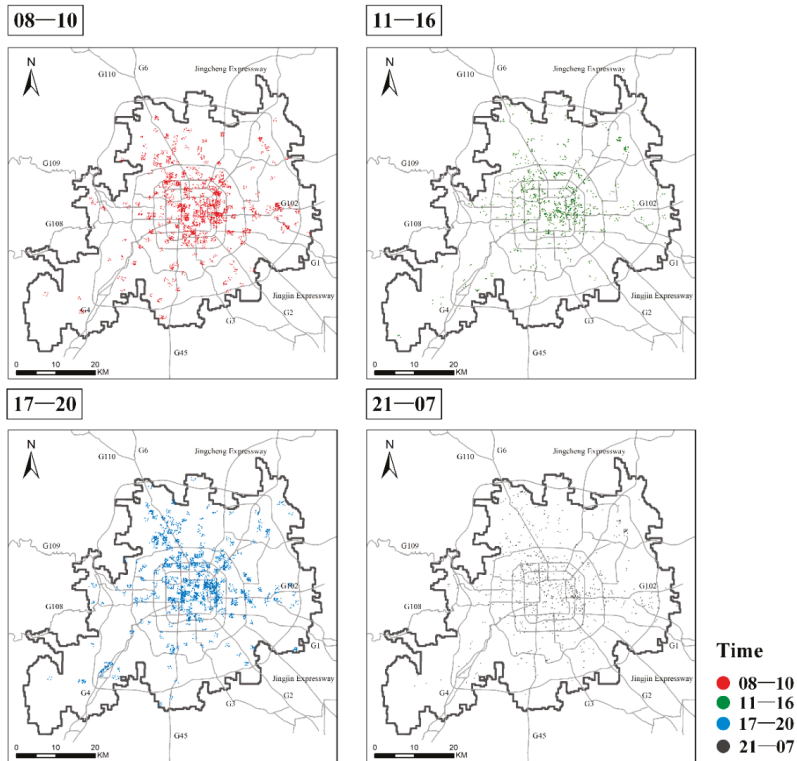 08—10
N
G6
Jingcheng Expressway
G110
G109
G102
G108
G1
Jingjin Expressway
G4
G2
G3
G45
0 10 20
KM
11—16
N
G6
Jingcheng Expressway
G110
G109
G102
G108
G1
Jingjin Expressway
G4
G2
G3
G45
0 10 20
KM
17—20
N
G6
Jingcheng Expressway
G110
G109
G102
G108
G1
Jingjin Expressway
G4
G2
G3
G45
0 10 20
KM
21—07
N
G6
Jingcheng Expressway
G110
G109
G102
G108
G1
Jingjin Expressway
G4
G2
G3
G45
0 10 20
KM
Time
08—10
11—16
17—20
21—07